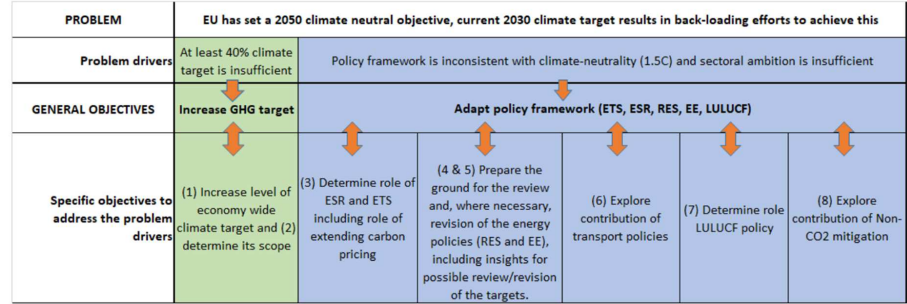 PROBLEM
EU has set a 2050 climate neutral objective, current 2030 climate target results in back-loading efforts to achieve this
Problem drivers
At least 40% climate
target is insufficient
Policy framework is inconsistent with climate-neutrality (1.5C) and sectoral ambition is insufficient
GENERAL OBJECTIVES
Increase GHG target
Adapt policy framework (ETS, ESR, RES, EE, LULUCF)
Specific objectives to
address the problem
drivers
(1) Increase level of
economy wide
climate target and (2)
determine its scope
(3) Determine role of
ESR and ETS
including role of
extending carbon
pricing
(4 & 5) Prepare the
ground for the review
and, where necessary,
revision of the energy
policies (RES and EE),
including insights for
possible review/revision
of the targets.
(6) Explore
contribution of
transport policies
(7) Determine role
LULUCF policy
(8) Explore
contribution of Non-
CO2 mitigation